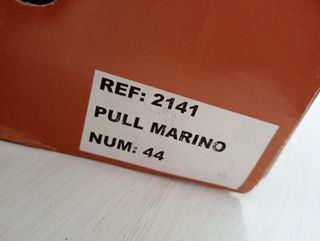 REF: 2141
PULL MARINO
NUM: 44